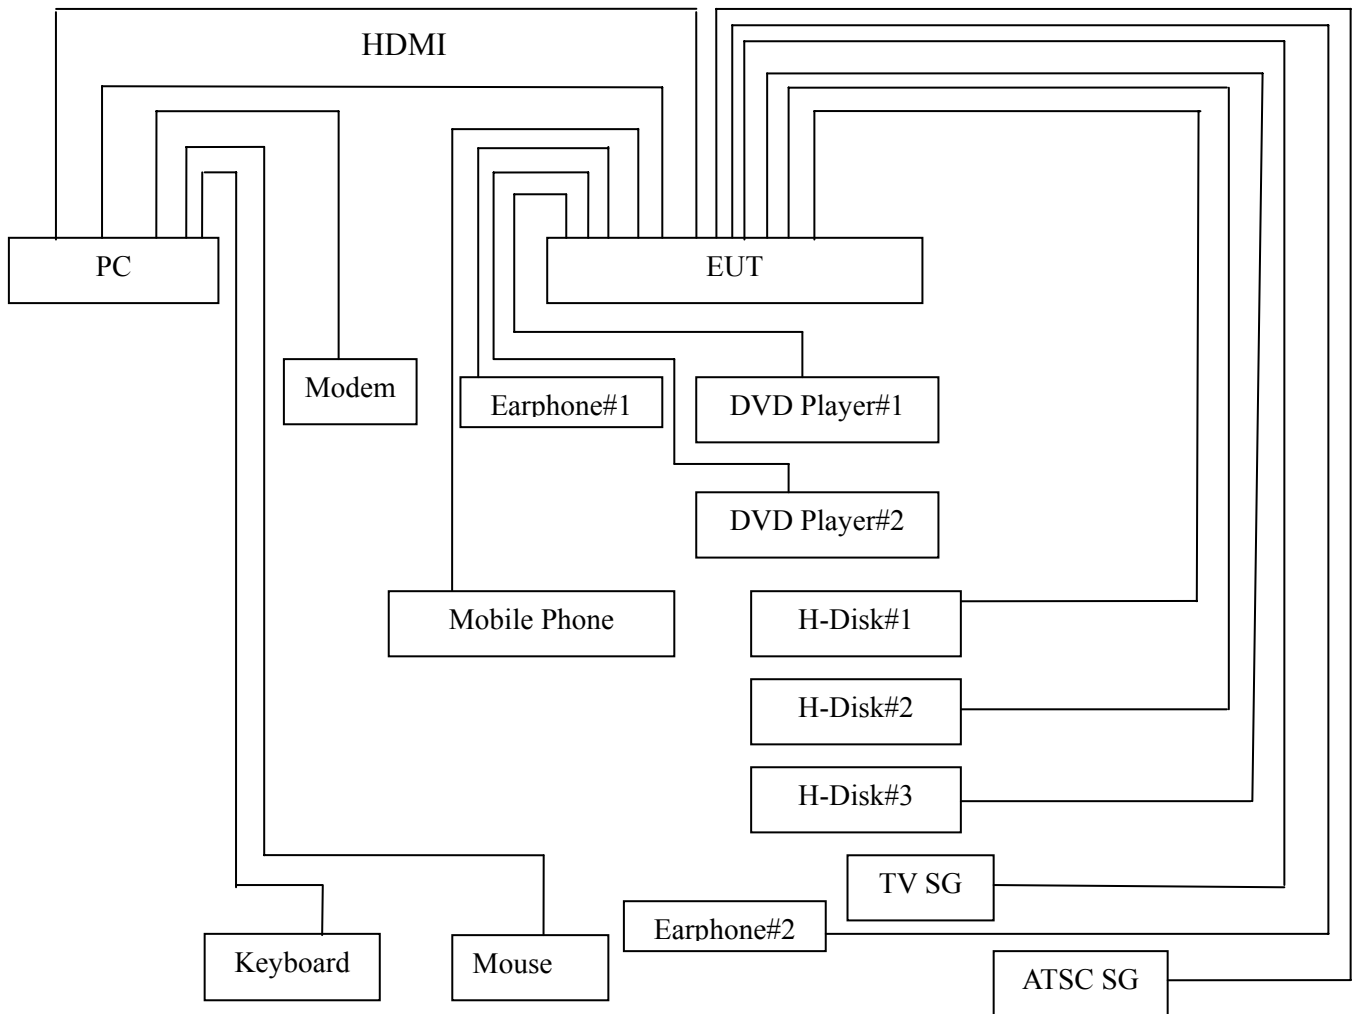 HDMI
PC
EUT
Modem
Earphone#1
DVD Player#1
DVD Player#2
Mobile Phone
H-Disk#1
H-Disk#2
H-Disk#3
TV SG
Earphone#2
Keyboard
Mouse
ATSC SG